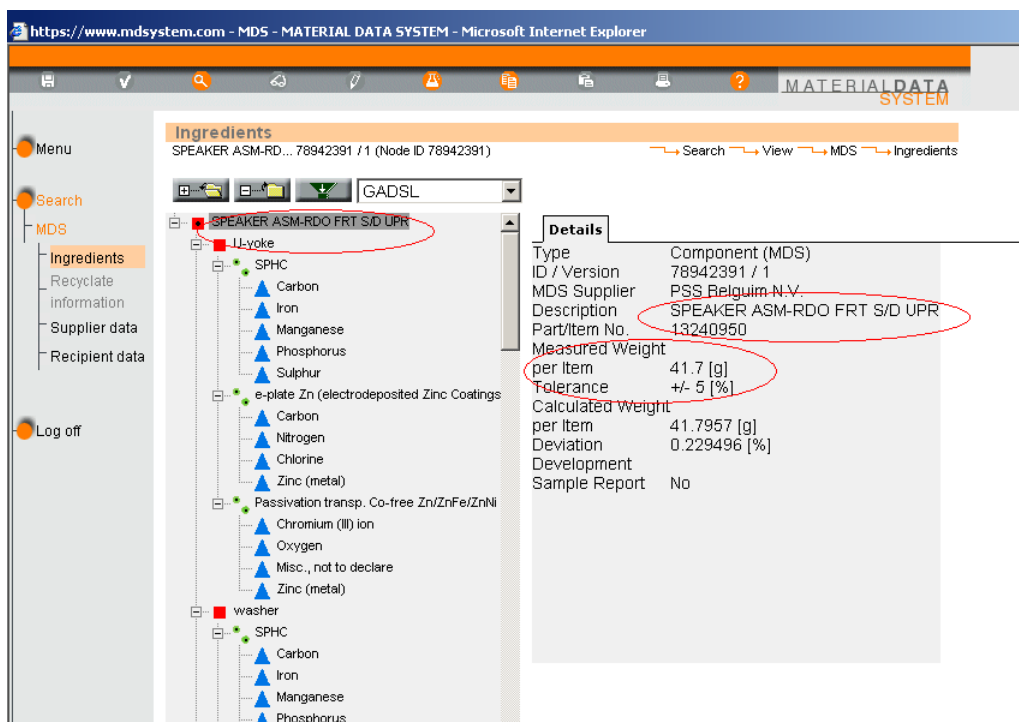 https://www.mdsystem.com - MDS - MATERIAL DATA SYSTEM - Microsoft Internet Explorer
MATERIALDATA
SYSTEM
Menu
Search
MDS
Ingredients
Recyclate
information
Supplier data
Recipient data
Log off
Ingredients
SPEAKER ASM-RD... 78942391 / 1 (Node ID 78942391)
Search View MDS Ingredients
GADSL
SPEAKER ASM-RDO FRT S/D UPR
U-yoke
SPHC
Carbon
Iron
Manganese
Phosphorus
Sulphur
e-plate Zn (electrodeposited Zinc Coatings
Carbon
Nitrogen
Chlorine
Zinc (metal)
Passivation transp. Co-free Zn/ZnFe/ZnNi
Chromium (III) ion
Oxygen
Misc., not to declare
Zinc (metal)
washer
SPHC
Carbon
Iron
Manganese
Phosphorus
Details
Type Component (MDS)
ID / Version 78942391 / 1
MDS Supplier PSS Belguim N.V.
Description SPEAKER ASM-RDO FRT S/D UPR
Part/Item No. 13240950
Measured Weight
per Item 41.7 [g]
Tolerance +/- 5 [%]
Calculated Weight
per Item 41.7957 [g]
Deviation 0.229496 [%]
Development
Sample Report No